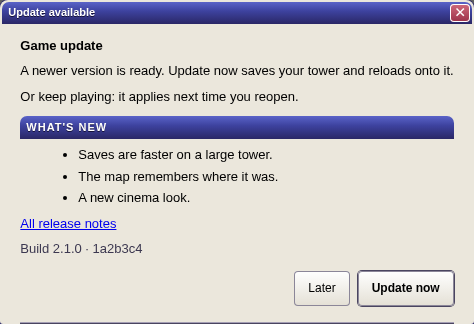 Update available
Game update
A newer version is ready. Update now saves your tower and reloads onto it.
Or keep playing: it applies next time you reopen.
WHAT'S NEW
• Saves are faster on a large tower.
• The map remembers where it was.
• A new cinema look.
All release notes
Build 2.1.0 · 1a2b3c4
Later Update now